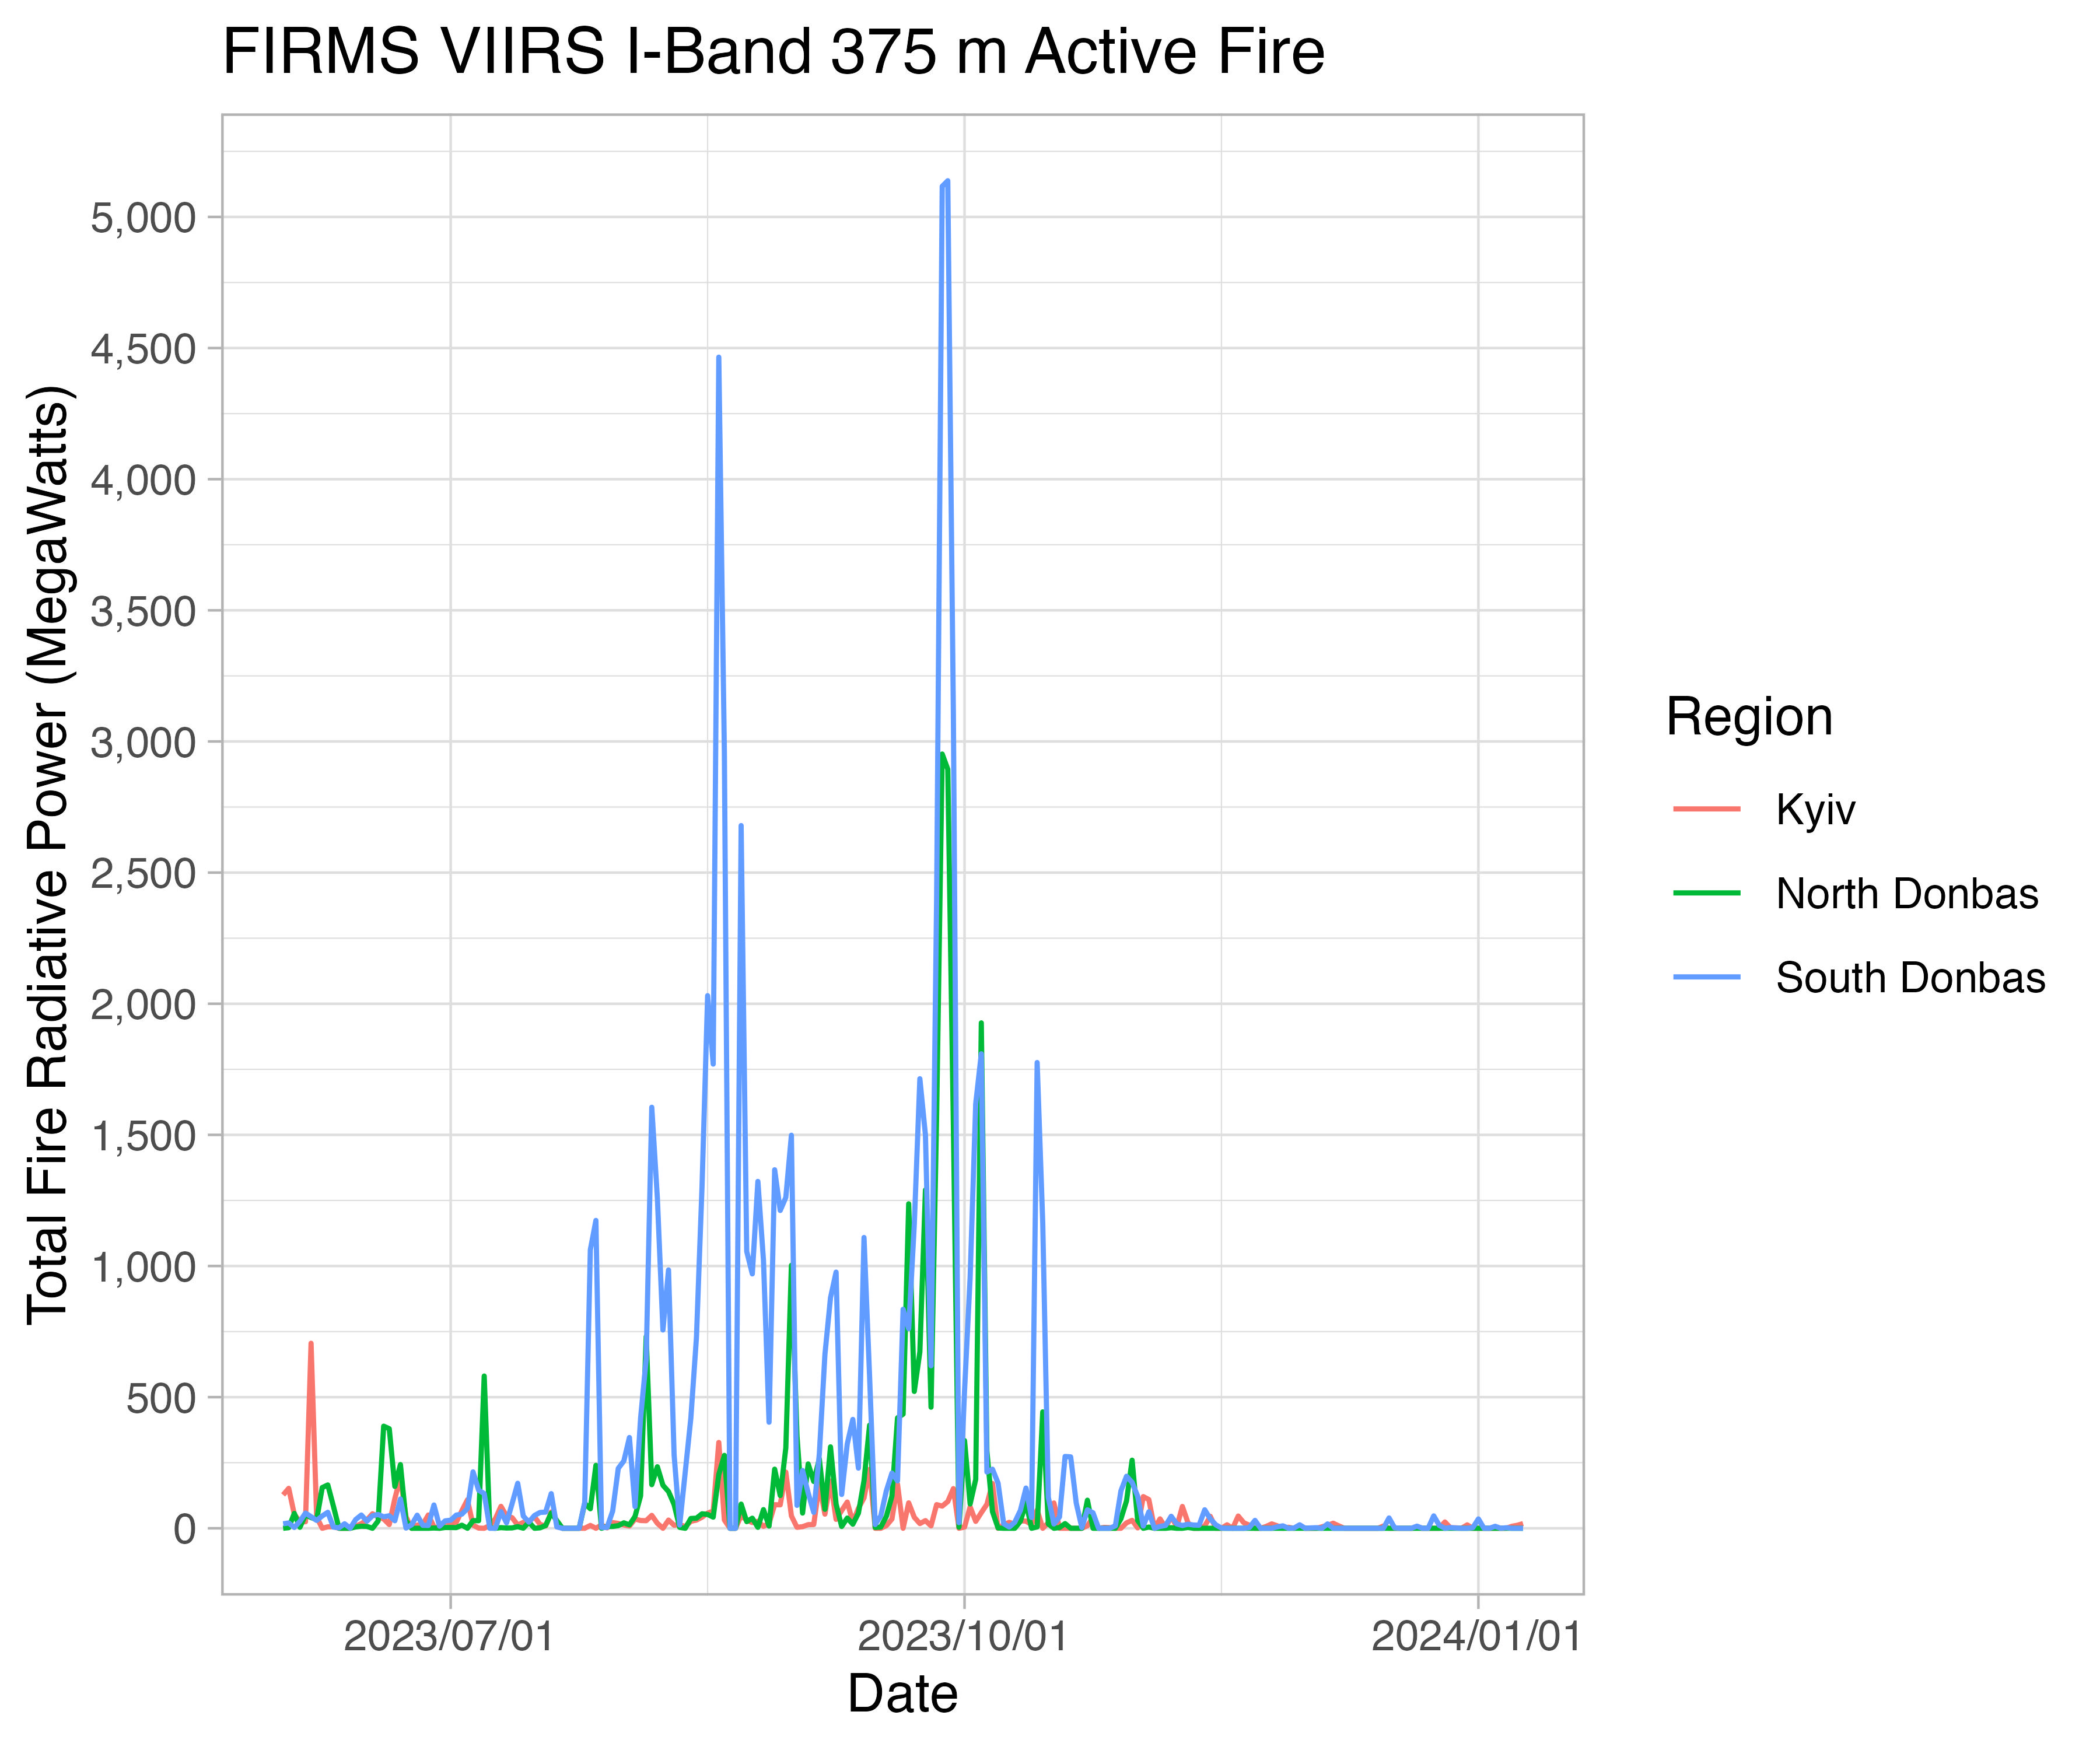 FIRMS VIIRS I-Band 375 m Active Fire
Total Fire Radiative Power (MegaWatts)
5,000
4,500
4,000
3,500
3,000
2,500
2,000
1,500
1,000
500
0
2023/07/01
2023/10/01
2024/01/01
Date
Region
Kyiv
North Donbas
South Donbas